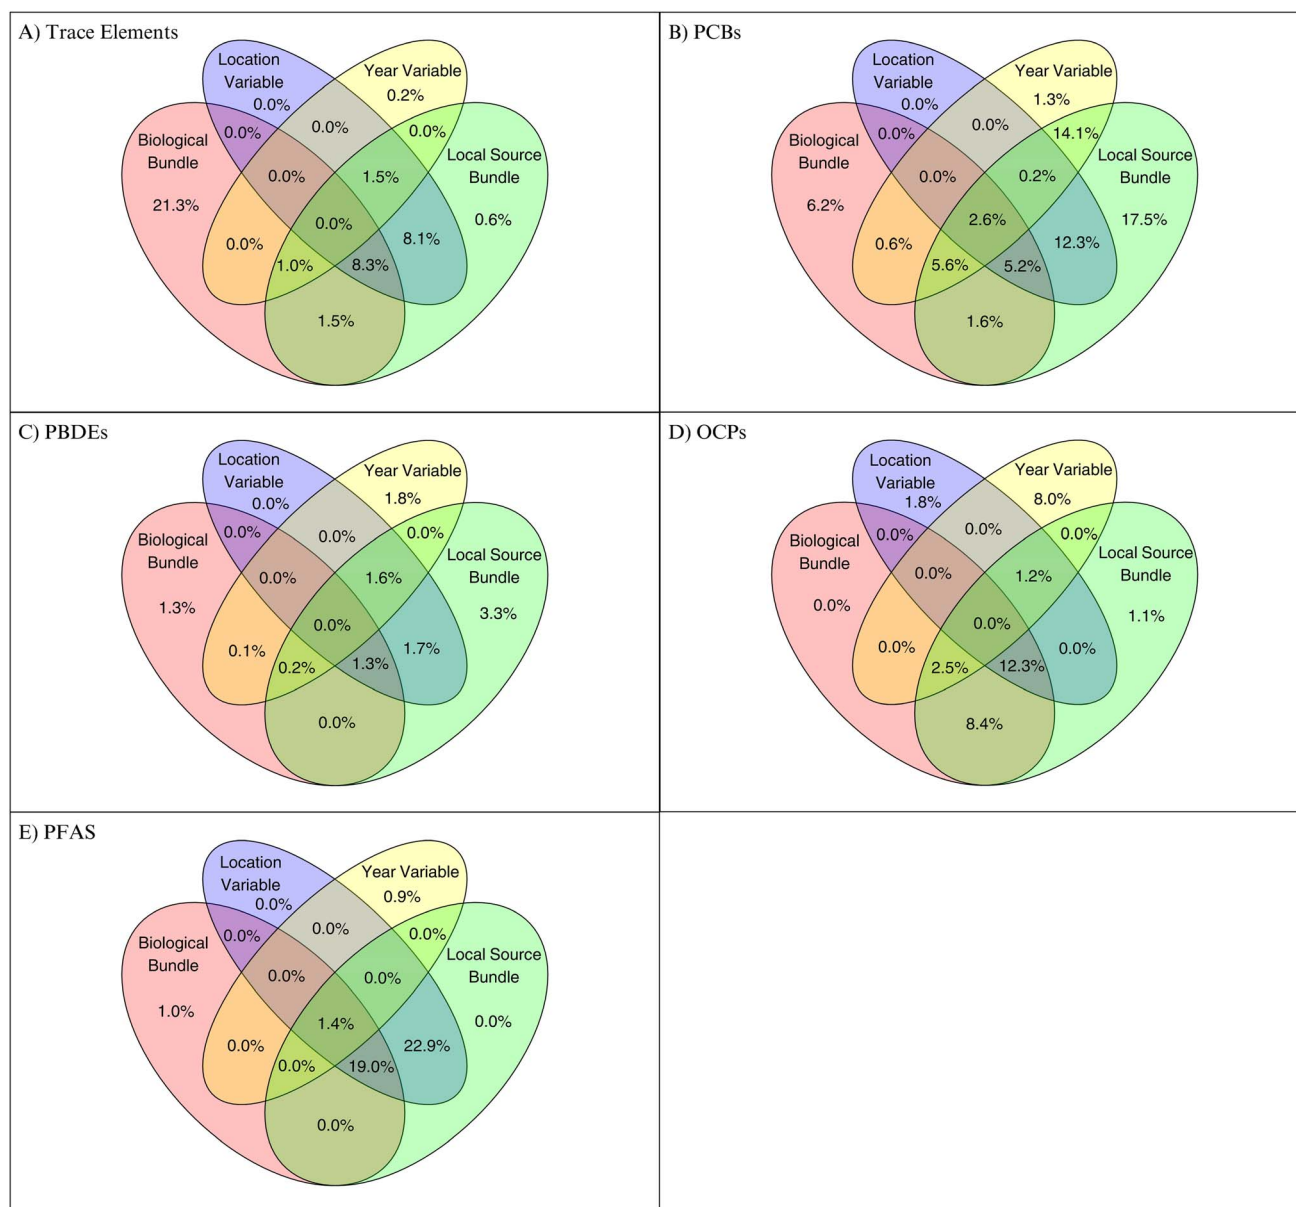 A) Trace Elements
Location
Variable
0.0%
Year Variable
0.2%
Biological
Bundle
21.3%
0.0%
0.0%
0.0%
Local Source
Bundle
0.6%
0.0%
1.5%
0.0%
0.0%
8.1%
1.0%
8.3%
1.5%
B) PCBs
Location
Variable
0.0%
Year Variable
1.3%
Biological
Bundle
6.2%
0.0%
0.0%
14.1%
Local Source
Bundle
17.5%
0.0%
0.2%
2.6%
0.6%
12.3%
5.6%
5.2%
1.6%
C) PBDEs
Location
Variable
0.0%
Year Variable
1.8%
Biological
Bundle
1.3%
0.0%
0.0%
0.0%
Local Source
Bundle
3.3%
0.0%
1.6%
0.0%
0.1%
1.7%
0.2%
1.3%
0.0%
D) OCPs
Location
Variable
1.8%
Year Variable
8.0%
Biological
Bundle
0.0%
0.0%
0.0%
0.0%
Local Source
Bundle
1.1%
0.0%
1.2%
0.0%
0.0%
0.0%
2.5%
12.3%
8.4%
E) PFAS
Location
Variable
0.0%
Year Variable
0.9%
Biological
Bundle
1.0%
0.0%
0.0%
0.0%
Local Source
Bundle
0.0%
0.0%
0.0%
1.4%
0.0%
22.9%
0.0%
19.0%
0.0%